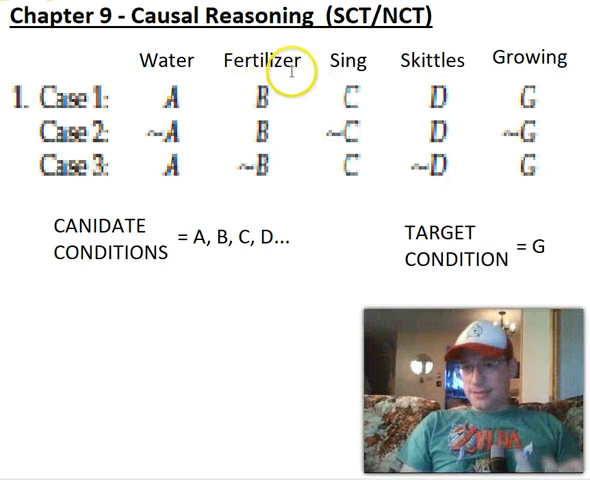 Chapter 9 - Causal Reasoning (SCT/NCT)
Water Fertilizer Sing Skittles Growing
1. Case 1: A B C D G
Case 2: ~A B ~C D ~G
Case 3: A ~B C ~D G
CANIDATE
CONDITIONS = A, B, C, D...
TARGET
CONDITION = G
ZELDA